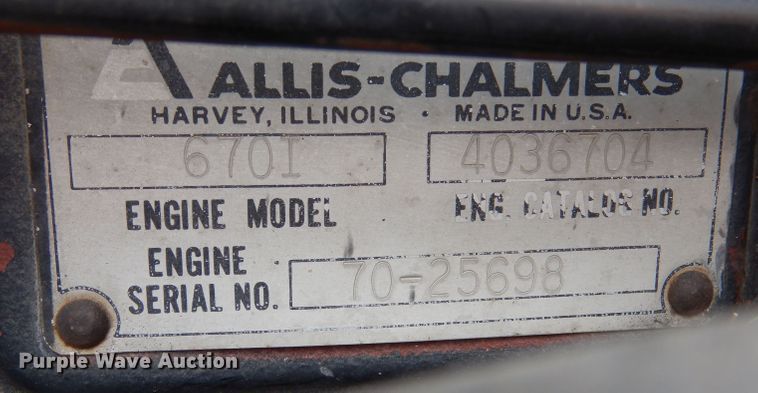 ALLIS-CHALMERS
HARVEY, ILLINOIS • MADE IN U.S.A.
670I 4036704
ENGINE MODEL ENG. CATALOG NO.
ENGINE
SERIAL NO. 70-25698
Purple Wave Auction